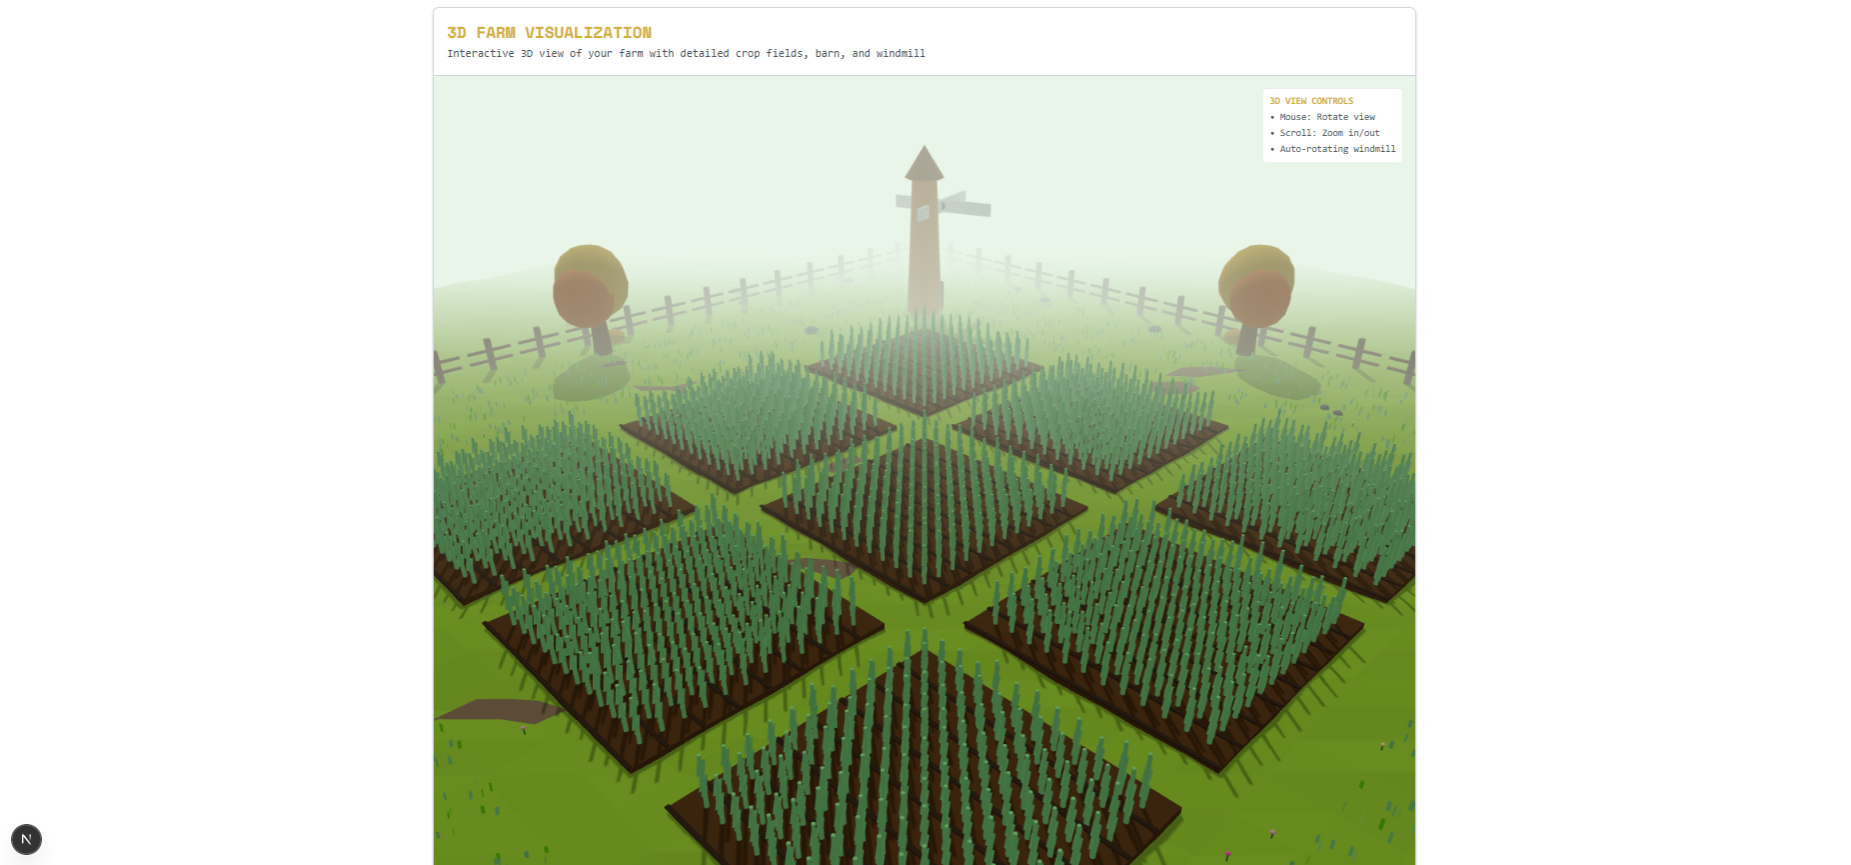 3D FARM VISUALIZATION
Interactive 3D view of your farm with detailed crop fields, barn, and windmill
3D VIEW CONTROLS
• Mouse: Rotate view
• Scroll: Zoom in/out
• Auto-rotating windmill
N